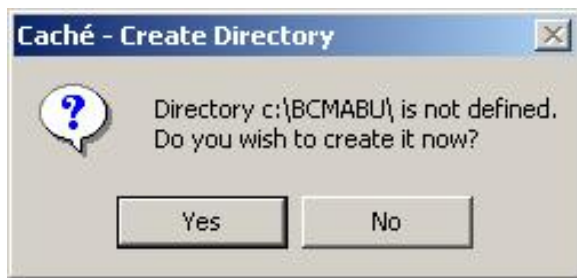 Caché - Create Directory
Directory c:\BCMABU\ is not defined.
Do you wish to create it now?
Yes
No